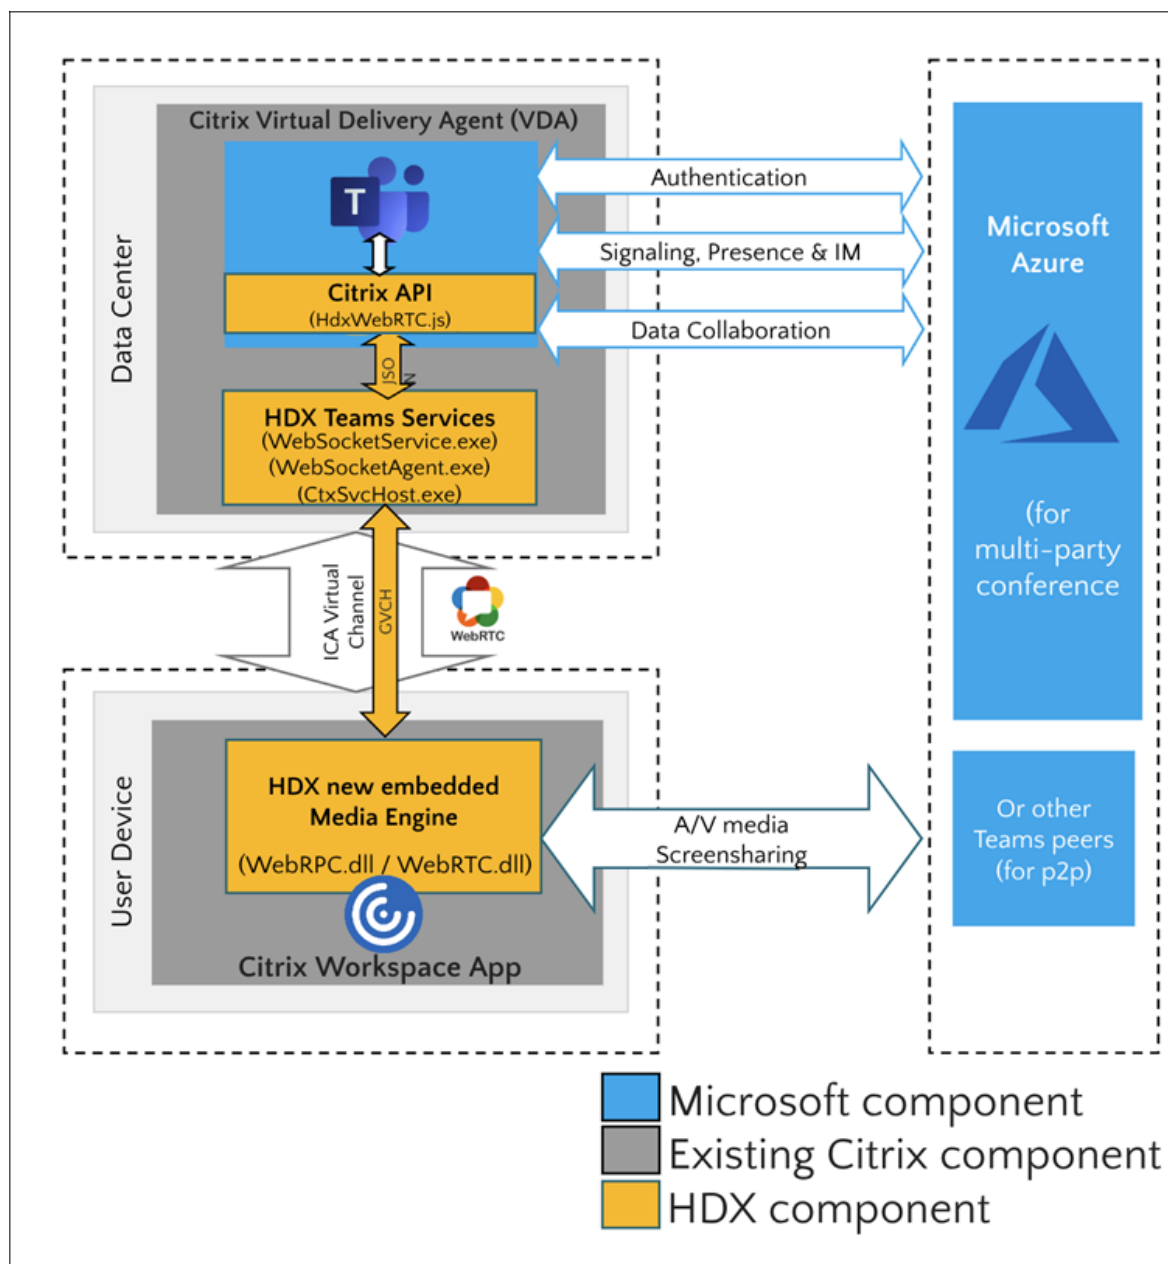 Citrix Virtual Delivery Agent (VDA)
T
Citrix API
(HdxWebRTC.js)
JSO
N
HDX Teams Services
(WebSocketService.exe)
(WebSocketAgent.exe)
(CtxSvcHost.exe)
Data Center
Authentication
Signaling, Presence & IM
Data Collaboration
Microsoft
Azure
(for
multi-party
conference
ICA Virtual
Channel
GVCH
WebRTC
User Device
HDX new embedded
Media Engine
(WebRPC.dll / WebRTC.dll)
Citrix Workspace App
A/V media
Screensharing
Or other
Teams peers
(for p2p)
Microsoft component
Existing Citrix component
HDX component